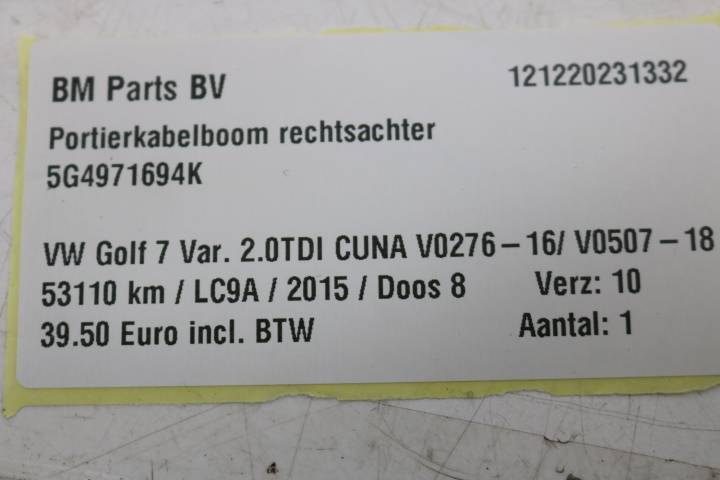 BM Parts BV 121220231332
Portierkabelboom rechtsachter
5G4971694K
VW Golf 7 Var. 2.0TDI CUNA V0276-16/ V0507-18
53110 km / LC9A / 2015 / Doos 8 Verz: 10
39.50 Euro incl. BTW Aantal: 1